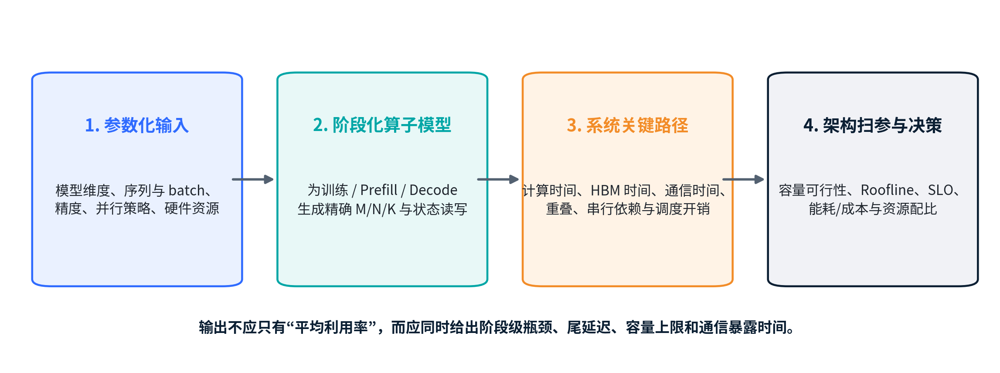 1. 参数化输入
模型维度、序列与 batch、
精度、并行策略、硬件资源
2. 阶段化算子模型
为训练 / Prefill / Decode
生成精确 M/N/K 与状态读写
3. 系统关键路径
计算时间、HBM 时间、通信时间、
重叠、串行依赖与调度开销
4. 架构扫参与决策
容量可行性、Roofline、SLO、
能耗/成本与资源配比
输出不应只有“平均利用率”，而应同时给出阶段级瓶颈、尾延迟、容量上限和通信暴露时间。